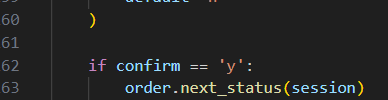 60 )
61
62 if confirm == 'y':
63 order.next_status(session)